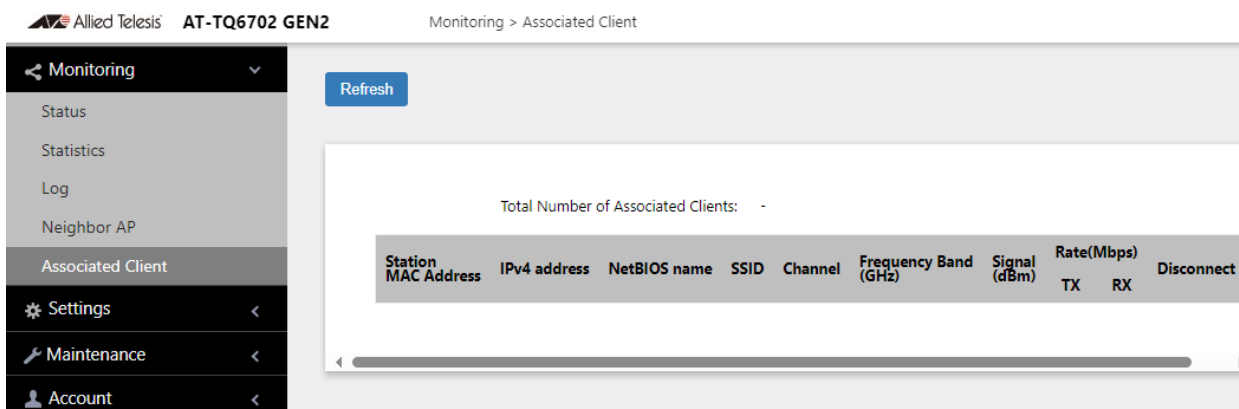 Allied Telesis AT-TQ6702 GEN2 Monitoring > Associated Client
Monitoring
Status
Statistics
Log
Neighbor AP
Associated Client
Settings
Maintenance
Account
Refresh
Total Number of Associated Clients: -
Station MAC Address IPv4 address NetBIOS name SSID Channel Frequency Band (GHz) Signal (dBm) Rate(Mbps) TX RX Disconnect